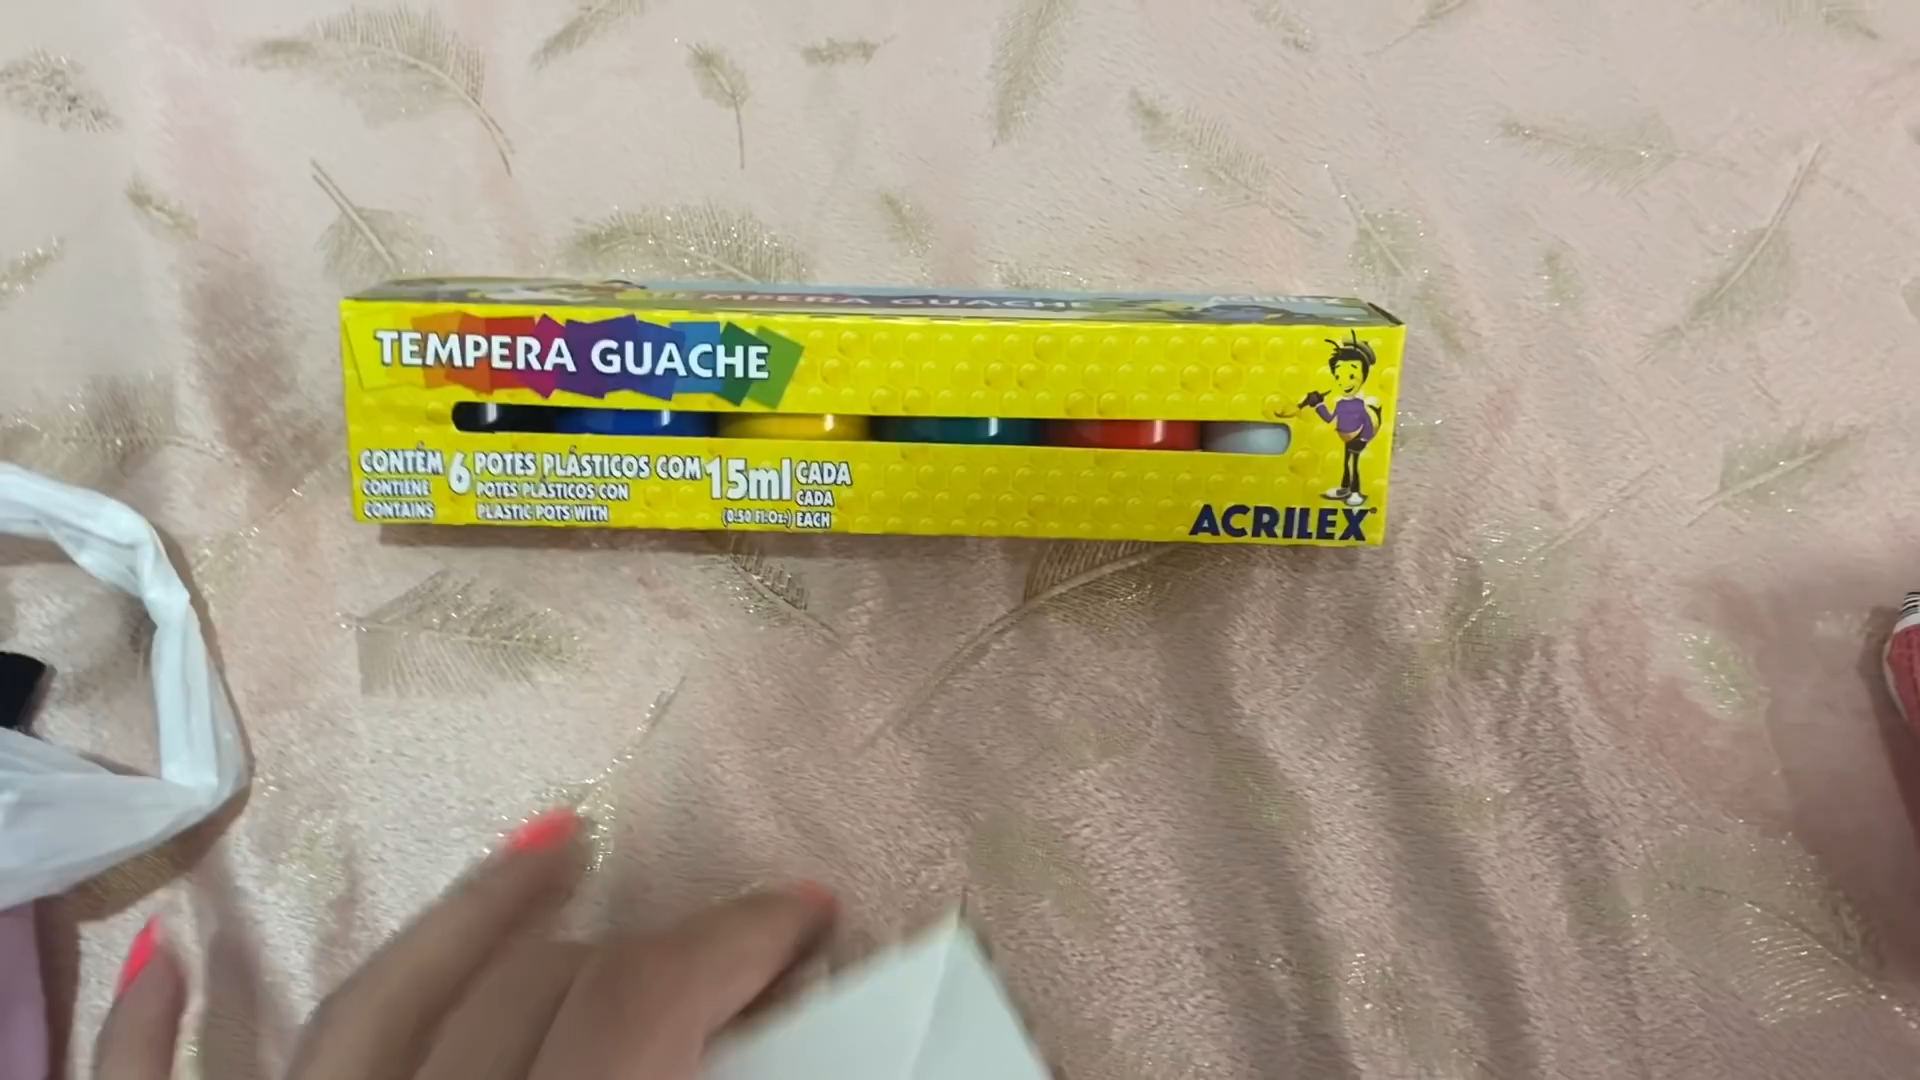 TEMPERA GUACHE ACRILEX
TEMPERA GUACHE
CONTÉM 6 POTES PLÁSTICOS COM 15ml CADA
CONTIENE POTES PLÁSTICOS CON CADA
CONTAINS PLASTIC POTS WITH (0.50 Fl.Oz.) EACH
ACRILEX®